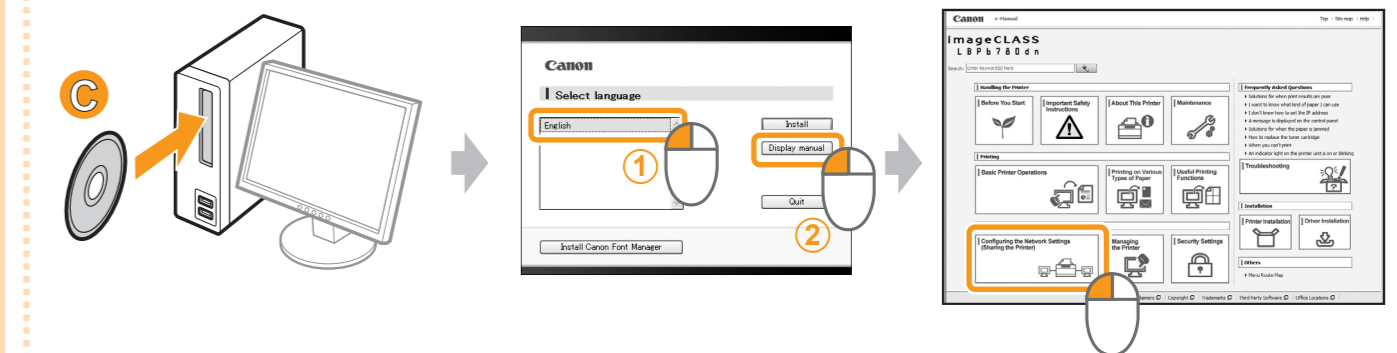 C
Canon
Select language
English
Install
Display manual
1
Quit
2
Install Canon Font Manager
Canon e-Manual
Top Site map Help
imageCLASS
LBP6780dn
Search: Enter keyword(s) here
Handling the Printer
Before You Start
Important Safety
Instructions
About This Printer
Maintenance
Printing
Basic Printer Operations
Printing on Various
Types of Paper
Useful Printing
Functions
Configuring the Network Settings
(Sharing the Printer)
Managing
the Printer
Security Settings
Frequently Asked Questions
Solutions for when print results are poor
I want to know what kind of paper I can use
I don't know how to set the IP address
A message is displayed on the control panel
Solutions for when the paper is jammed
How to replace the toner cartridge
When you can't print
An indicator light on the printer unit is on or blinking
Troubleshooting
?
Installation
Printer Installation
Driver Installation
Others
Menu Route Map
Copyright Trademarks Third Party Software Office Locations